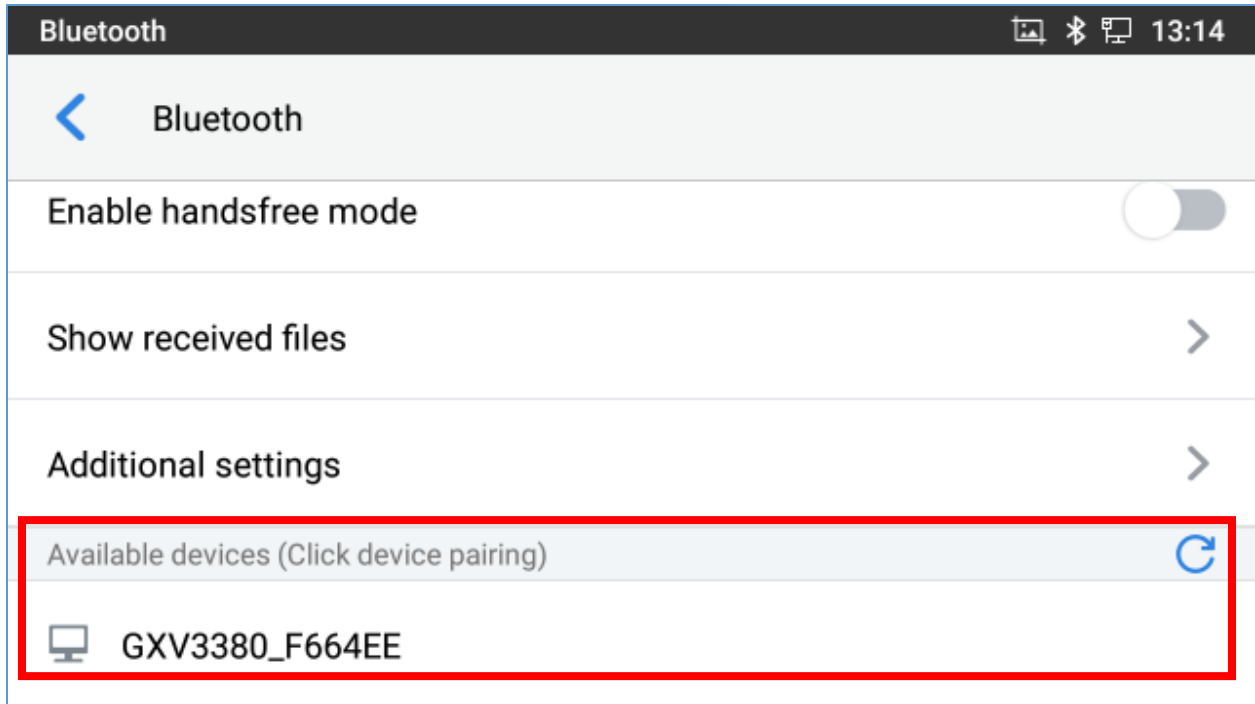 Bluetooth 13:14
Bluetooth
Enable handsfree mode
Show received files
Additional settings
Available devices (Click device pairing)
GXV3380_F664EE